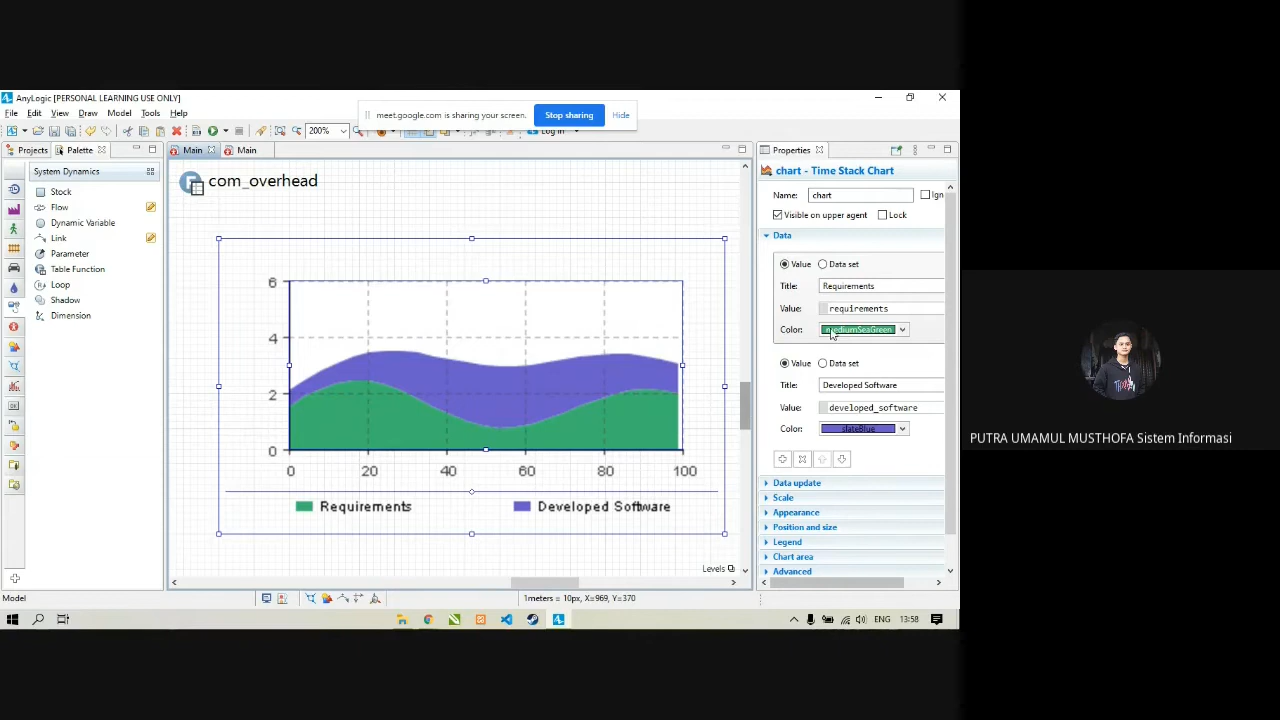 AnyLogic [PERSONAL LEARNING USE ONLY]
File Edit View Draw Model Tools Help
meet.google.com is sharing your screen. Stop sharing Hide
200% Log in
Projects Palette Main Main Properties
System Dynamics
Stock
Flow
Dynamic Variable
Link
Parameter
Table Function
Loop
Shadow
Dimension
com_overhead
6
4
2
0
0 20 40 60 80 100
Requirements Developed Software
Levels
chart - Time Stack Chart
Name: chart Ign
Visible on upper agent Lock
Data
Value Data set
Title: Requirements
Value: requirements
Color: mediumSeaGreen
Value Data set
Title: Developed Software
Value: developed_software
Color: slateBlue
Data update
Scale
Appearance
Position and size
Legend
Chart area
Advanced
Model 1meters = 10px, X=969, Y=370
ENG 13:58
PUTRA UMAMUL MUSTHOFA Sistem Informasi